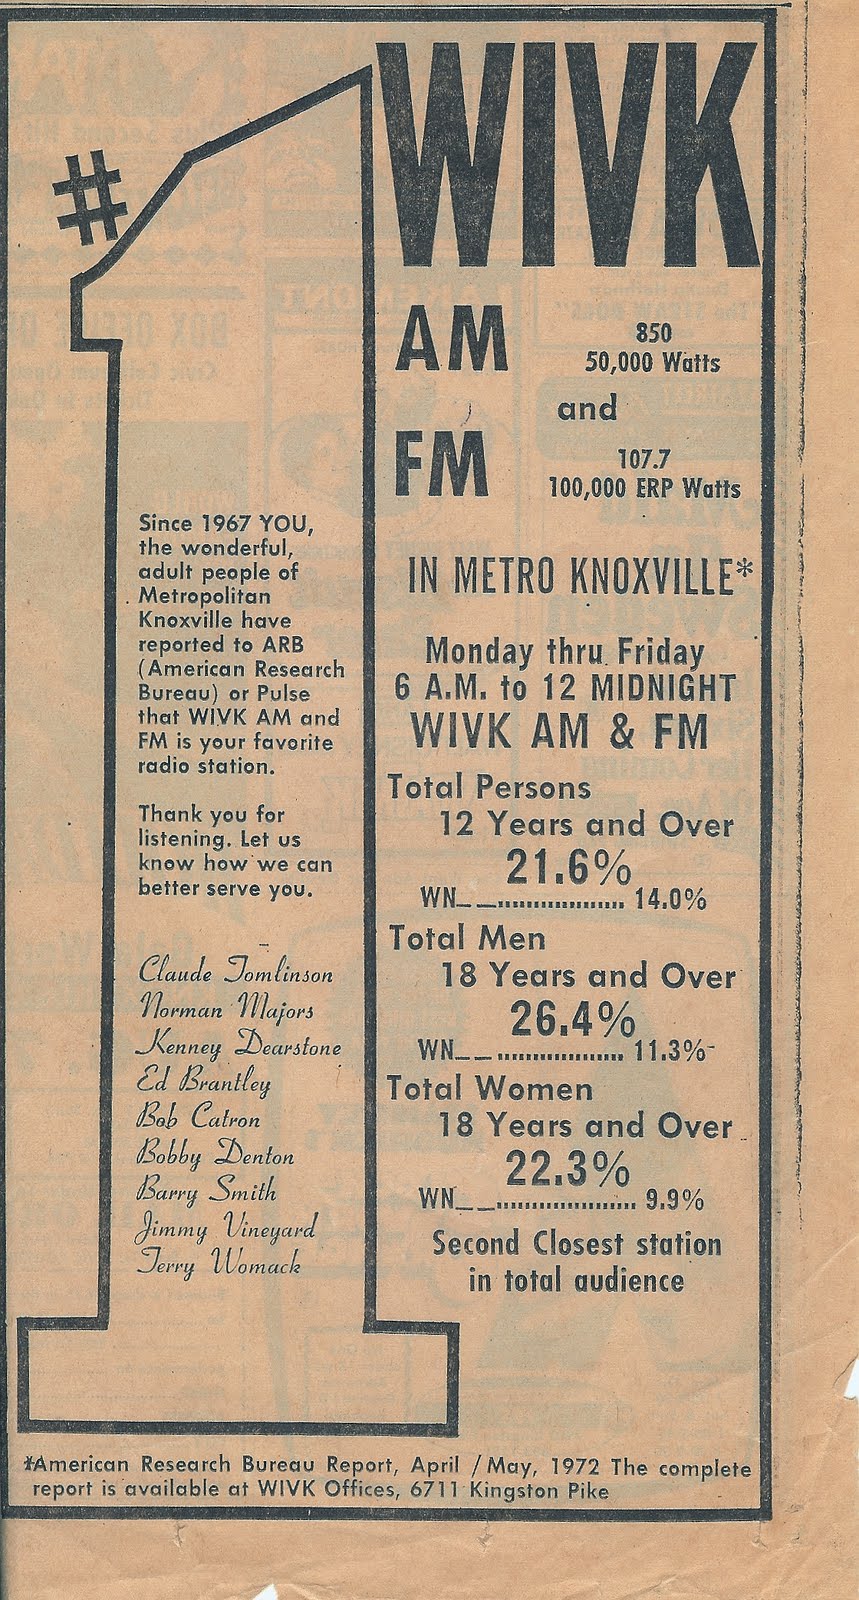 #1
WIVK
AM 850
50,000 Watts
and
FM 107.7
100,000 ERP Watts
IN METRO KNOXVILLE*
Monday thru Friday
6 A.M. to 12 MIDNIGHT
WIVK AM & FM
Total Persons
12 Years and Over
21.6%
WN__.................. 14.0%
Total Men
18 Years and Over
26.4%
WN__.................. 11.3%
Total Women
18 Years and Over
22.3%
WN__.................... 9.9%
Second Closest station
in total audience
Since 1967 YOU,
the wonderful,
adult people of
Metropolitan
Knoxville have
reported to ARB
(American Research
Bureau) or Pulse
that WIVK AM and
FM is your favorite
radio station.
Thank you for
listening. Let us
know how we can
better serve you.
Claude Tomlinson
Norman Majors
Kenney Dearstone
Ed Brantley
Bob Catron
Bobby Denton
Barry Smith
Jimmy Vineyard
Terry Womack
*American Research Bureau Report, April / May, 1972 The complete
report is available at WIVK Offices, 6711 Kingston Pike